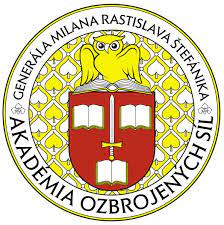 GENERÁLA MILANA RASTISLAVA ŠTEFÁNIKA
AKADÉMIA OZBROJENÝCH SÍL